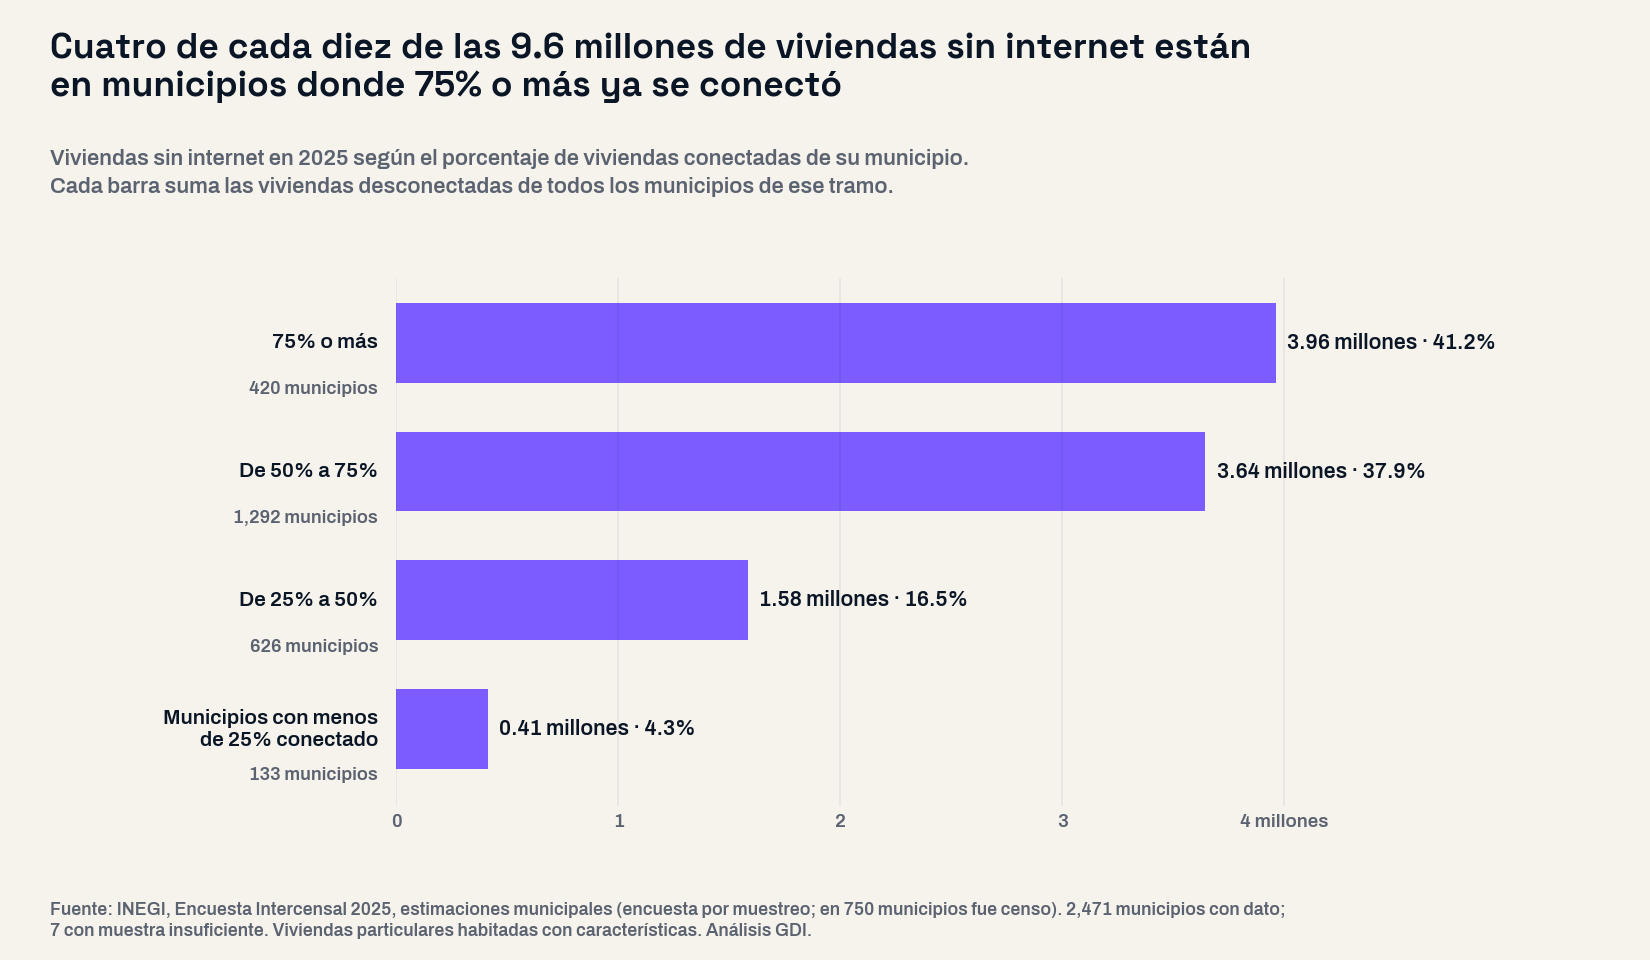 Cuatro de cada diez de las 9.6 millones de viviendas sin internet están
en municipios donde 75% o más ya se conectó
Viviendas sin internet en 2025 según el porcentaje de viviendas conectadas de su municipio.
Cada barra suma las viviendas desconectadas de todos los municipios de ese tramo.
75% o más
3.96 millones · 41.2%
420 municipios
De 50% a 75%
3.64 millones · 37.9%
1,292 municipios
De 25% a 50%
1.58 millones · 16.5%
626 municipios
Municipios con menos
de 25% conectado
0.41 millones · 4.3%
133 municipios
0 1 2 3 4 millones
Fuente: INEGI, Encuesta Intercensal 2025, estimaciones municipales (encuesta por muestreo; en 750 municipios fue censo). 2,471 municipios con dato;
7 con muestra insuficiente. Viviendas particulares habitadas con características. Análisis GDI.